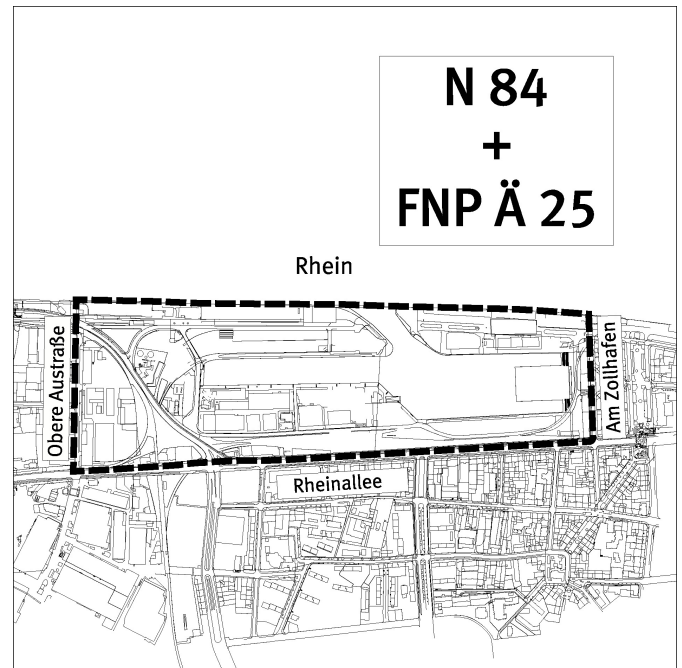 N 84
+
FNP Ä 25
Rhein
Obere Austraße
Am Zollhafen
Rheinallee